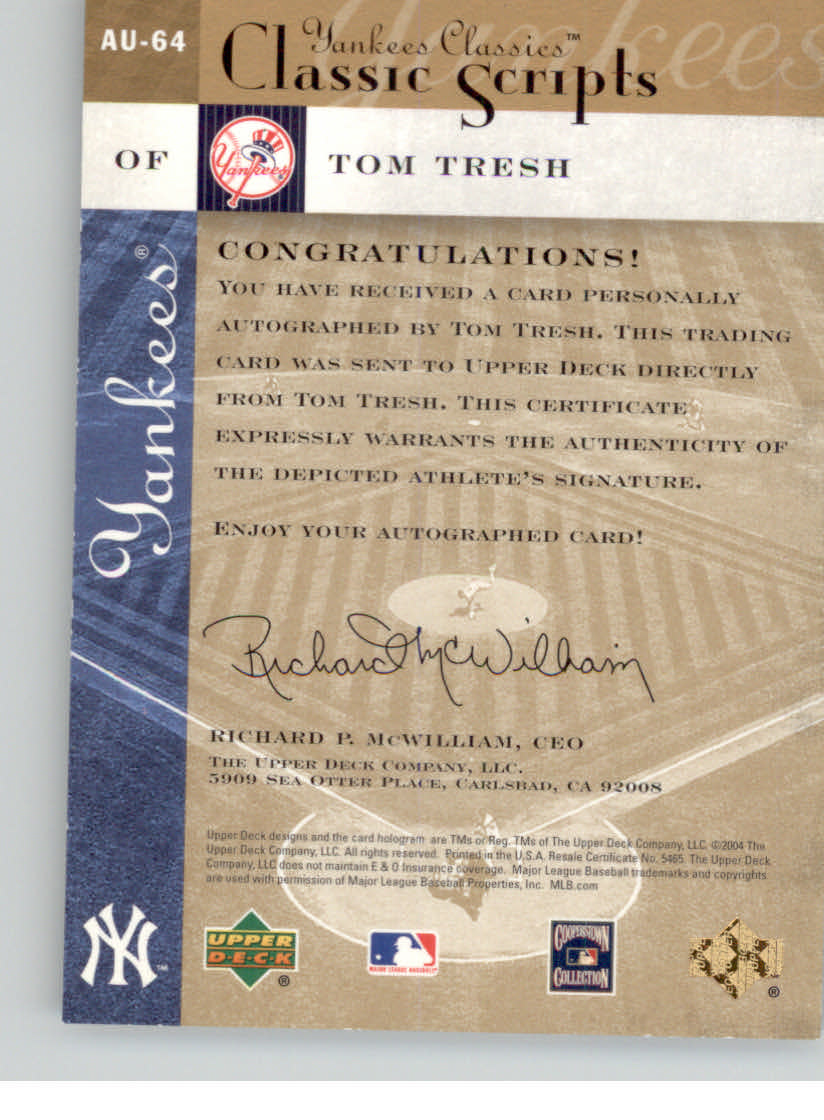 AU-64
Yankees Classics™
Classic Scripts
Yankees
OF
Yankees
TOM TRESH
Yankees®
CONGRATULATIONS!
YOU HAVE RECEIVED A CARD PERSONALLY
AUTOGRAPHED BY TOM TRESH. THIS TRADING
CARD WAS SENT TO UPPER DECK DIRECTLY
FROM TOM TRESH. THIS CERTIFICATE
EXPRESSLY WARRANTS THE AUTHENTICITY OF
THE DEPICTED ATHLETE'S SIGNATURE.
ENJOY YOUR AUTOGRAPHED CARD!
Richard McWilliam
RICHARD P. MCWILLIAM, CEO
THE UPPER DECK COMPANY, LLC.
5909 SEA OTTER PLACE, CARLSBAD, CA 92008
Upper Deck designs and the card hologram are TMs or Reg. TMs of The Upper Deck Company, LLC. ©2004 The
Upper Deck Company, LLC. All rights reserved. Printed in the U.S.A. Resale Certificate No. 5465. The Upper Deck
Company, LLC does not maintain E & O Insurance coverage. Major League Baseball trademarks and copyrights
are used with permission of Major League Baseball Properties, Inc. MLB.com
NY™
UPPER
D·E·C·K
®
MAJOR LEAGUE BASEBALL®
COOPERSTOWN
COLLECTION
®